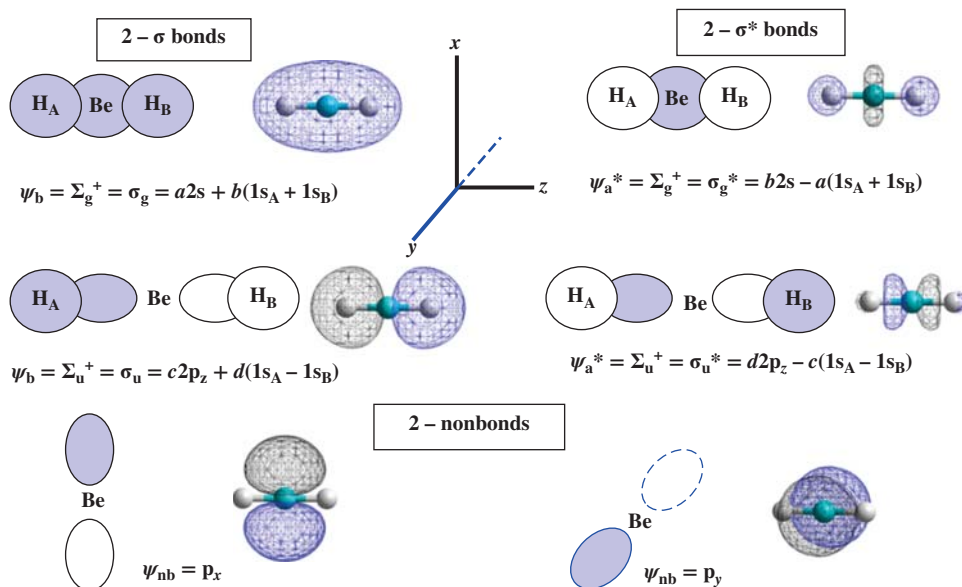 2 – σ bonds
2 – σ* bonds
H_A Be H_B
x
z
y
H_A Be H_B
ψ_b = Σ_g⁺ = σ_g = a2s + b(1s_A + 1s_B)
ψ_a* = Σ_g⁺ = σ_g* = b2s – a(1s_A + 1s_B)
H_A Be H_B
H_A Be H_B
ψ_b = Σ_u⁺ = σ_u = c2p_z + d(1s_A – 1s_B)
ψ_a* = Σ_u⁺ = σ_u* = d2p_z – c(1s_A – 1s_B)
2 – nonbonds
Be
Be
ψ_nb = p_x
ψ_nb = p_y